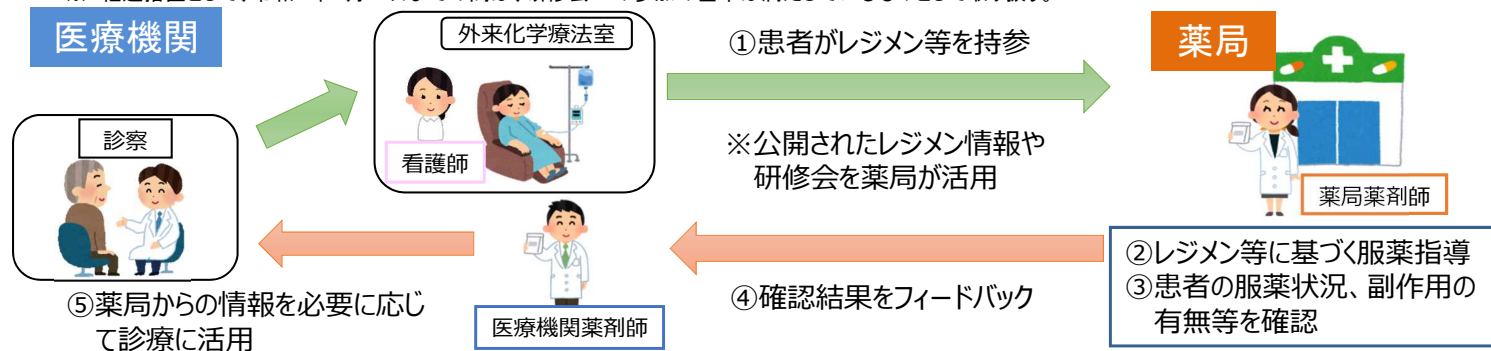 医療機関
外来化学療法室
看護師
診察
①患者がレジメン等を持参
※公開されたレジメン情報や
研修会を薬局が活用
薬局
薬局薬剤師
②レジメン等に基づく服薬指導
③患者の服薬状況、副作用の
有無等を確認
④確認結果をフィードバック
医療機関薬剤師
⑤薬局からの情報を必要に応じ
て診療に活用